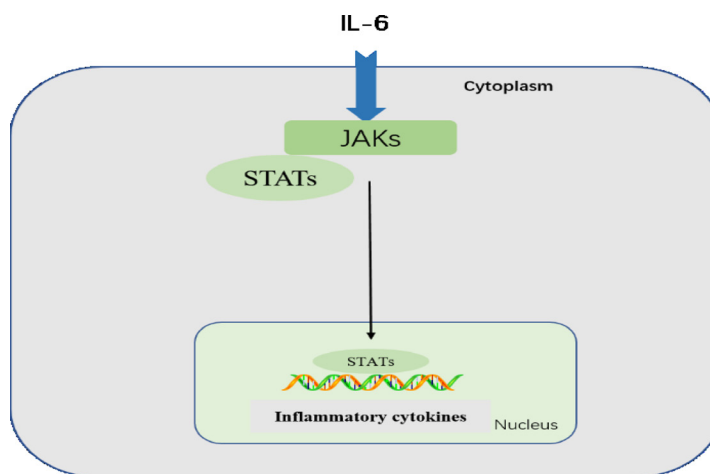 IL-6
Cytoplasm
JAKs
STATs
STATs
Inflammatory cytokines
Nucleus